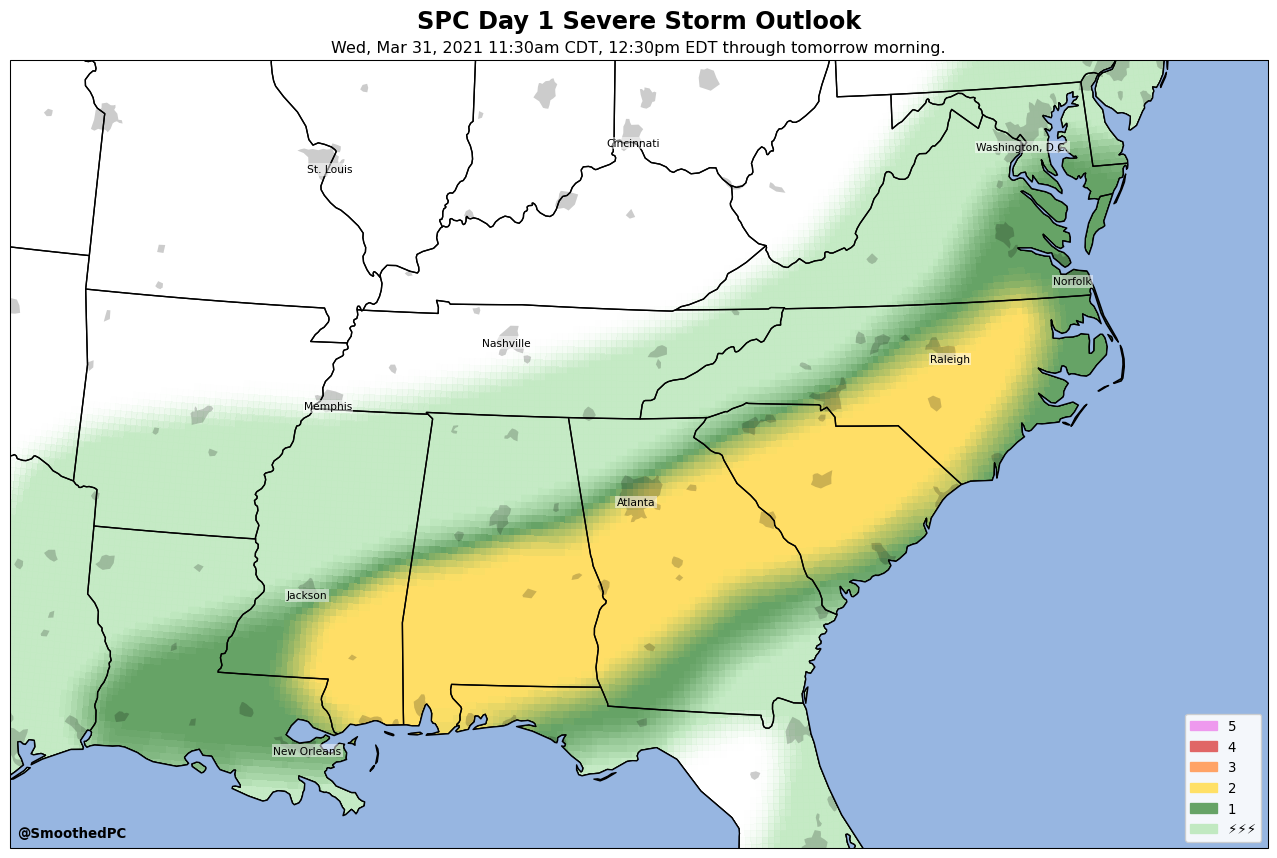 SPC Day 1 Severe Storm Outlook
Wed, Mar 31, 2021 11:30am CDT, 12:30pm EDT through tomorrow morning.
Cincinnati
Washington, D.C.
St. Louis
Norfolk
Nashville
Raleigh
Memphis
Atlanta
Jackson
New Orleans
5
4
3
2
1
⚡⚡⚡
@SmoothedPC